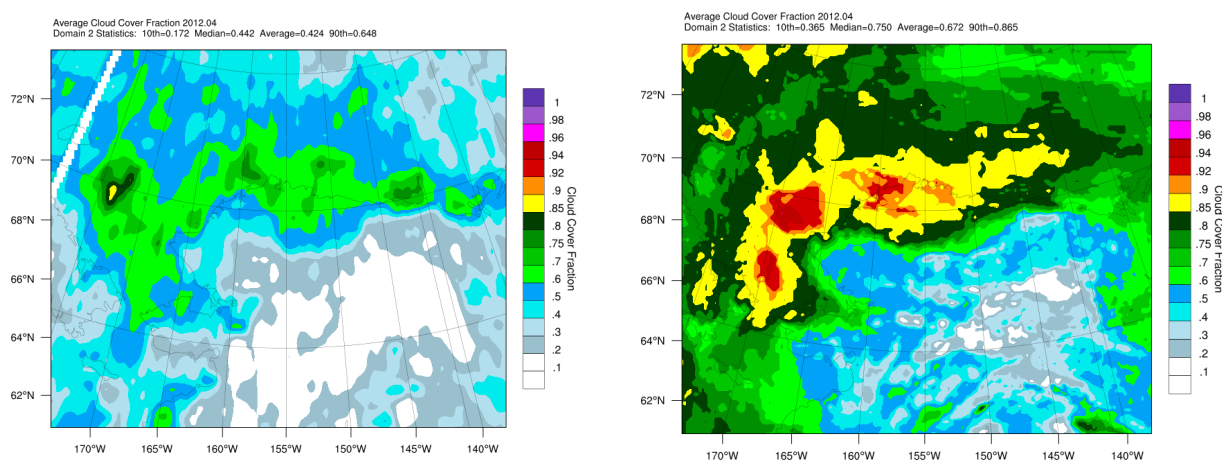 Average Cloud Cover Fraction 2012.04
Domain 2 Statistics: 10th=0.172 Median=0.442 Average=0.424 90th=0.648
72°N
70°N
68°N
66°N
64°N
62°N
170°W
165°W
160°W
155°W
150°W
145°W
140°W
1
.98
.96
.94
.92
.9
.85
.8
.75
.7
.6
.5
.4
.3
.2
.1
Cloud Cover Fraction
Average Cloud Cover Fraction 2012.04
Domain 2 Statistics: 10th=0.365 Median=0.750 Average=0.672 90th=0.865
72°N
70°N
68°N
66°N
64°N
62°N
170°W
165°W
160°W
155°W
150°W
145°W
140°W
1
.98
.96
.94
.92
.9
.85
.8
.75
.7
.6
.5
.4
.3
.2
.1
Cloud Cover Fraction